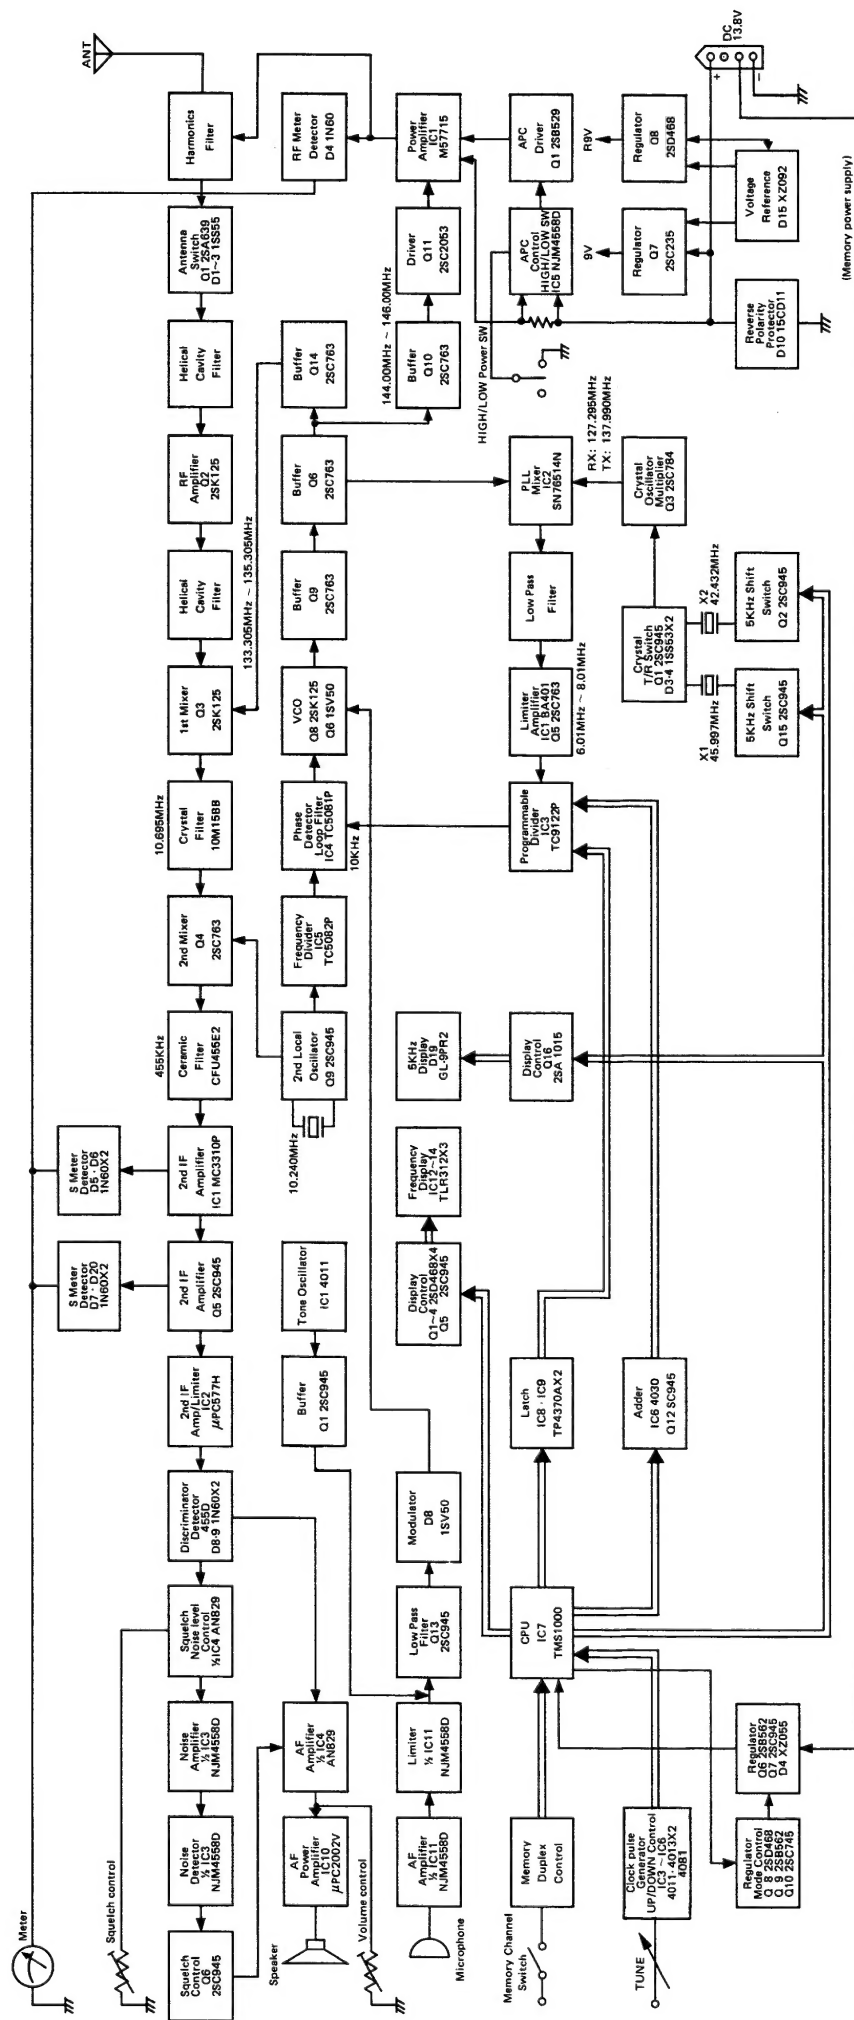 ANT
DC
13.8V
+
-
Harmonics
Filter
RF Meter
Detector
D4 1N60
Power
Amplifier
IC1
M57715
APC
Driver
Q1 2SB529
R9V
Regulator
Q8
2SD468
Voltage
Reference
D15 XZ092
(Memory power supply)
Antenna
Switch
Q1 2SA639
D1~3 1SS55
Driver
Q11
2SC2053
APC
Control
HIGH/LOW SW
IC5 NJM4558D
9V
Regulator
Q7
2SC235
Reverse
Polarity
Protector
D10 15CD11
Helical
Cavity
Filter
Buffer
Q14
2SC763
144.00MHz ~ 146.00MHz
Buffer
Q10
2SC763
HIGH/LOW Power SW
RF
Amplifier
Q2
2SK125
Buffer
Q6
2SC763
PLL
Mixer
IC2
SN76514N
RX: 127.295MHz
TX: 137.990MHz
Crystal
Oscillator
Multiplier
Q3 2SC784
Helical
Cavity
Filter
133.305MHz ~ 135.305MHz
Buffer
Q9
2SC763
Low Pass
Filter
Crystal
T/R Switch
Q1 2SC945
D3·4 1SS53X2
X2
42.432MHz
5KHz Shift
Switch
Q2 2SC945
1st Mixer
Q3
2SK125
VCO
Q8 2SK125
Q6 1SV50
Limiter
Amplifier
IC1 BA401
Q5 2SC763
6.01MHz ~ 8.01MHz
X1
45.997MHz
5KHz Shift
Switch
Q15 2SC945
10.695MHz
Crystal
Filter
10M15BB
Phase
Detector
Loop Filter
IC4 TC5081P
10KHz
Programmable
Divider
IC3
TC9122P
2nd Mixer
Q4
2SC763
Frequency
Divider
IC5
TC5082P
455KHz
Ceramic
Filter
CFU455E2
2nd Local
Oscillator
Q9 2SC945
10.240MHz
5KHz
Display
D19
GL-9PR2
Display
Control
Q16
2SA 1015
S Meter
Detector
D5 · D6
1N60X2
2nd IF
Amplifier
IC1 MC3310P
Frequency
Display
IC12~14
TLR312X3
S Meter
Detector
D7 · D20
1N60X2
2nd IF
Amplifier
Q5 2SC945
Tone Oscillator
IC1 4011
Display
Control
Q1~4 2SD468X4
Q5 2SC945
2nd IF
Amp/Limiter
IC2
μPC577H
Buffer
Q1 2SC945
Latch
IC8 · IC9
TP4370AX2
Adder
IC6 4030
Q12 SC945
Discriminator
Detector
455D
D8·9 1N60X2
Modulator
D8
1SV50
Squelch
Noise level
Control
½IC4 AN829
Low Pass
Filter
Q13
2SC945
CPU
IC7
TMS1000
Noise
Amplifier
½ IC3
NJM4558D
AF
Amplifier
½ IC4
AN829
Limiter
½ IC11
NJM4558D
Regulator
Q6 2SB562
Q7 2SC945
D4 XZ055
Noise
Detector
½ IC3
NJM4558D
AF
Power
Amplifier
IC10
μPC2002V
AF
Amplifier
½ IC11
NJM4558D
Memory
Duplex
Control
Clock pulse
Generator
UP/DOWN Control
IC3 ~ IC6
4011·4013X2
4081
Regulator
Mode Control
Q 8 2SD468
Q 9 2SB562
Q10 2SC745
Squelch
Control
Q6
2SC945
Meter
Squelch control
Speaker
Volume control
Microphone
Memory Channel
Switch
TUNE